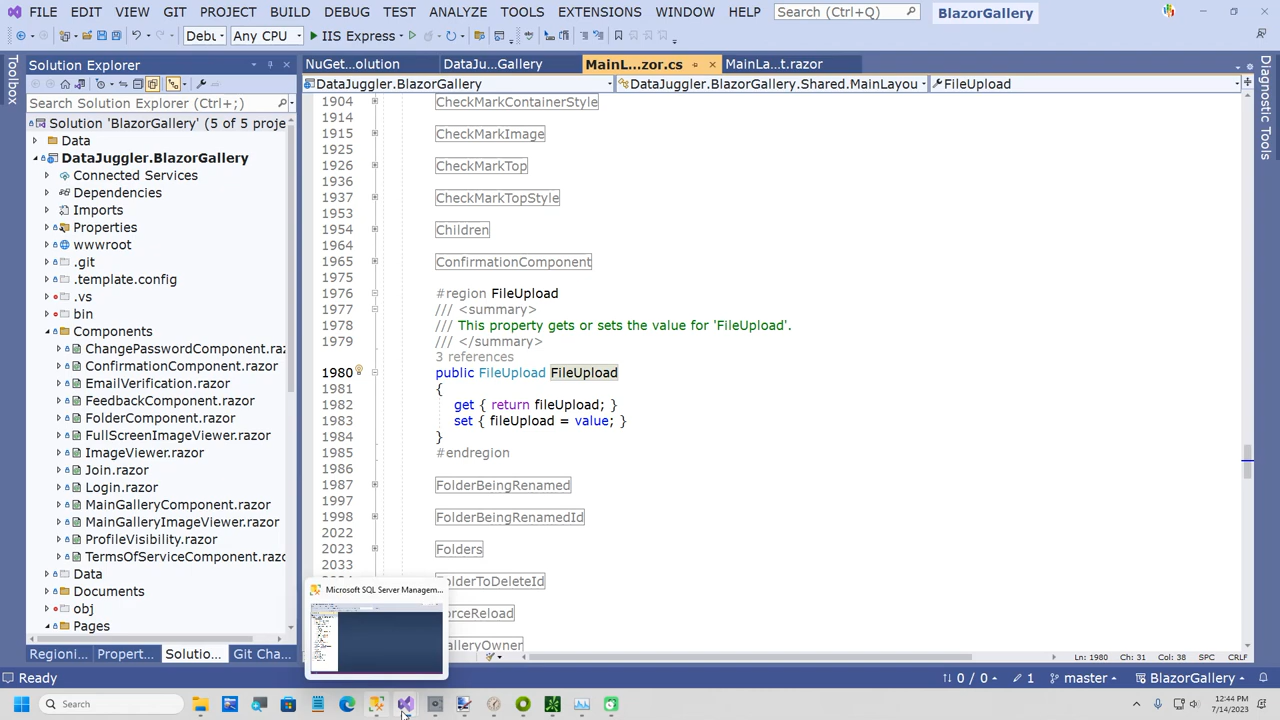 FILE EDIT VIEW GIT PROJECT BUILD DEBUG TEST ANALYZE TOOLS EXTENSIONS WINDOW HELP Search (Ctrl+Q) BlazorGallery
Debu Any CPU IIS Express
Toolbox
Solution Explorer
NuGet...olution DataJu...Gallery MainL...zor.cs MainLa...t.razor
DataJuggler.BlazorGallery DataJuggler.BlazorGallery.Shared.MainLayou FileUpload
Search Solution Explorer (Ctrl+;)
Solution 'BlazorGallery' (5 of 5 proje
Data
DataJuggler.BlazorGallery
Connected Services
Dependencies
Imports
Properties
wwwroot
.git
.template.config
.vs
bin
Components
ChangePasswordComponent.ra
ConfirmationComponent.razor
EmailVerification.razor
FeedbackComponent.razor
FolderComponent.razor
FullScreenImageViewer.razor
ImageViewer.razor
Join.razor
Login.razor
MainGalleryComponent.razor
MainGalleryImageViewer.razor
ProfileVisibility.razor
TermsOfServiceComponent.razo
Data
Documents
obj
Pages
Regioni... Propert... Solutio... Git Cha...
1904 CheckMarkContainerStyle
1914
1915 CheckMarkImage
1925
1926 CheckMarkTop
1936
1937 CheckMarkTopStyle
1953
1954 Children
1964
1965 ConfirmationComponent
1975
1976 #region FileUpload
1977 /// <summary>
1978 /// This property gets or sets the value for 'FileUpload'.
1979 /// </summary>
3 references
1980 public FileUpload FileUpload
1981 {
1982 get { return fileUpload; }
1983 set { fileUpload = value; }
1984 }
1985 #endregion
1986
1987 FolderBeingRenamed
1997
1998 FolderBeingRenamedId
2022
2023 Folders
2033
olderToDeleteId
orceReload
alleryOwner
Diagnostic Tools
Microsoft SQL Server Managem...
Ln: 1980 Ch: 31 Col: 38 SPC CRLF
Ready 0 / 0 1 master BlazorGallery
Search
12:44 PM
7/14/2023